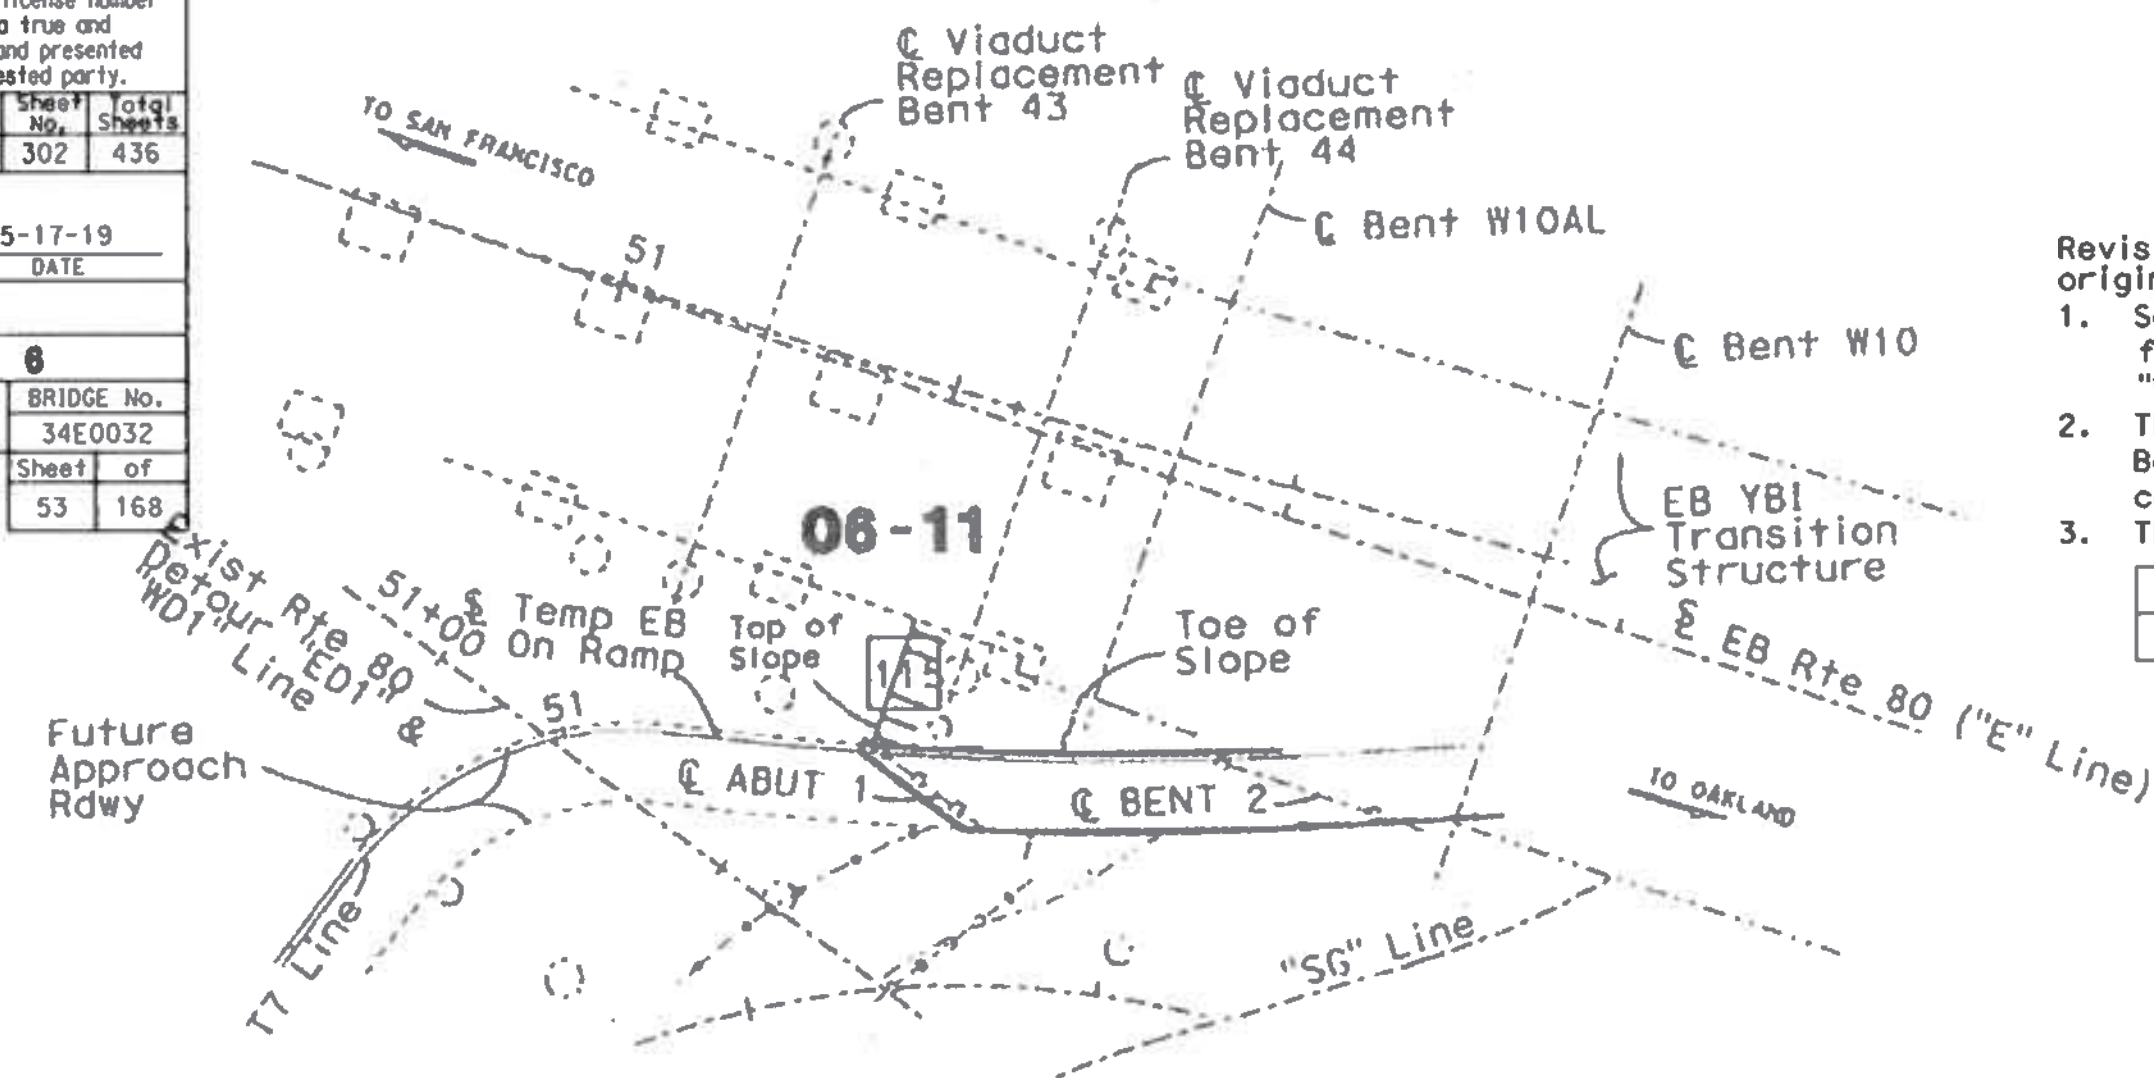 license number
a true and
and presented
ested party.
Sheet No. Total Sheets
302 436
5-17-19
DATE
6
BRIDGE No.
34E0032
Sheet of
53 168
℄ Viaduct
Replacement
Bent 43
℄ Viaduct
Replacement
Bent 44
TO SAN FRANCISCO
℄ Bent W10AL
51
℄ Bent W10
06-11
EB YBI
Transition
Structure
Exist Rte 80
Detour "ED1" &
"WD1" Line
51+00
Temp EB
On Ramp
Top of
Slope
Toe of
Slope
EB Rte 80 ("E" Line)
51
Future
Approach
Rdwy
℄ ABUT 1
℄ BENT 2
TO OAKLAND
T7 Line
"SG" Line
Revis
origin
1. S
f
2. T
B
c
3. T